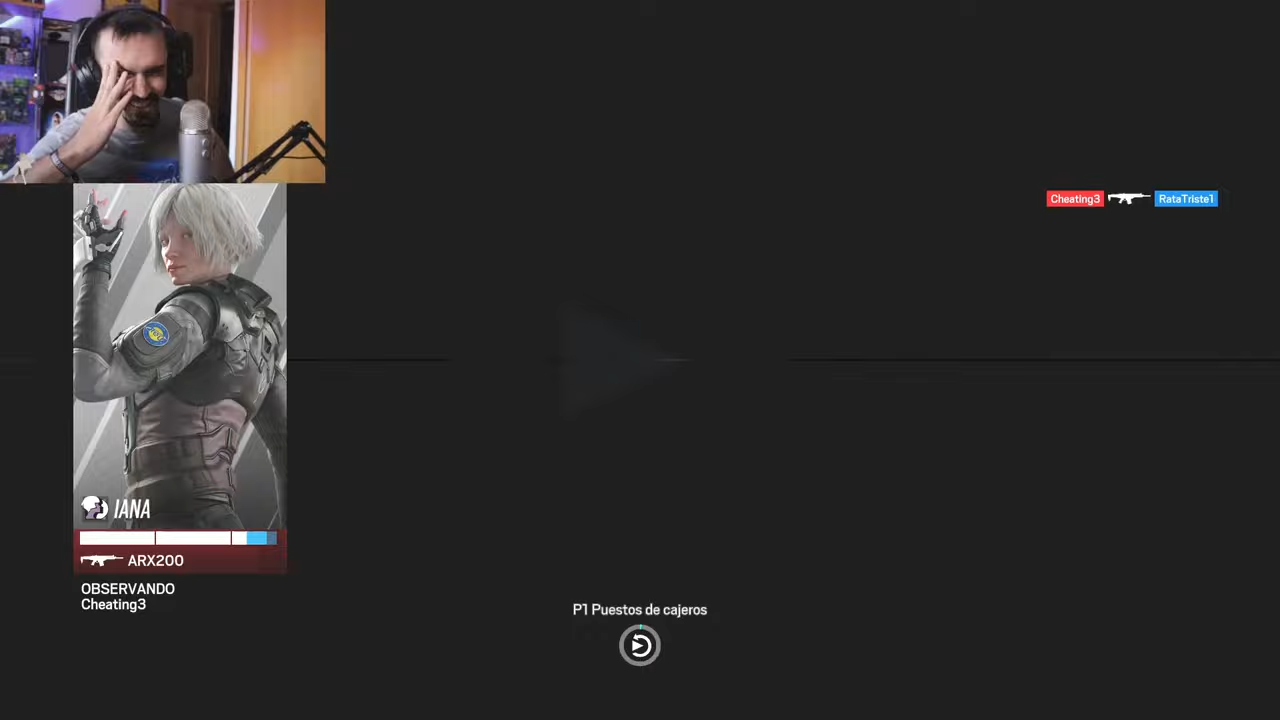 Cheating3 RataTriste1
IANA
ARX200
OBSERVANDO
Cheating3
P1 Puestos de cajeros